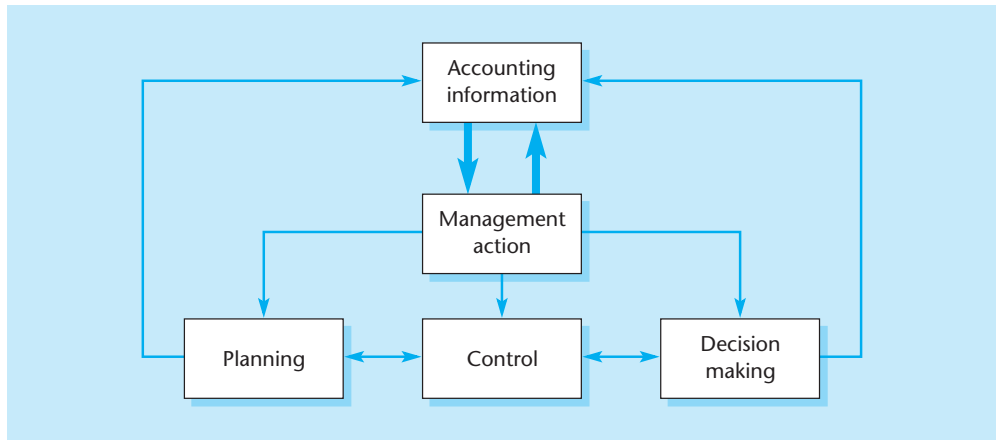 Accounting
information
Management
action
Planning
Control
Decision
making